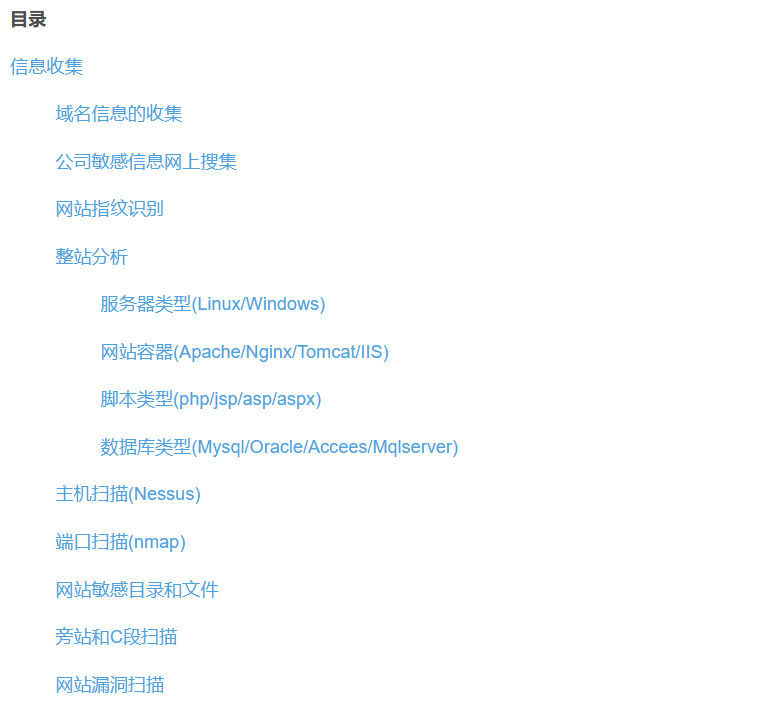 目录
信息收集
域名信息的收集
公司敏感信息网上搜集
网站指纹识别
整站分析
服务器类型(Linux/Windows)
网站容器(Apache/Nginx/Tomcat/IIS)
脚本类型(php/jsp/asp/aspx)
数据库类型(Mysql/Oracle/Accees/Mqlserver)
主机扫描(Nessus)
端口扫描(nmap)
网站敏感目录和文件
旁站和C段扫描
网站漏洞扫描